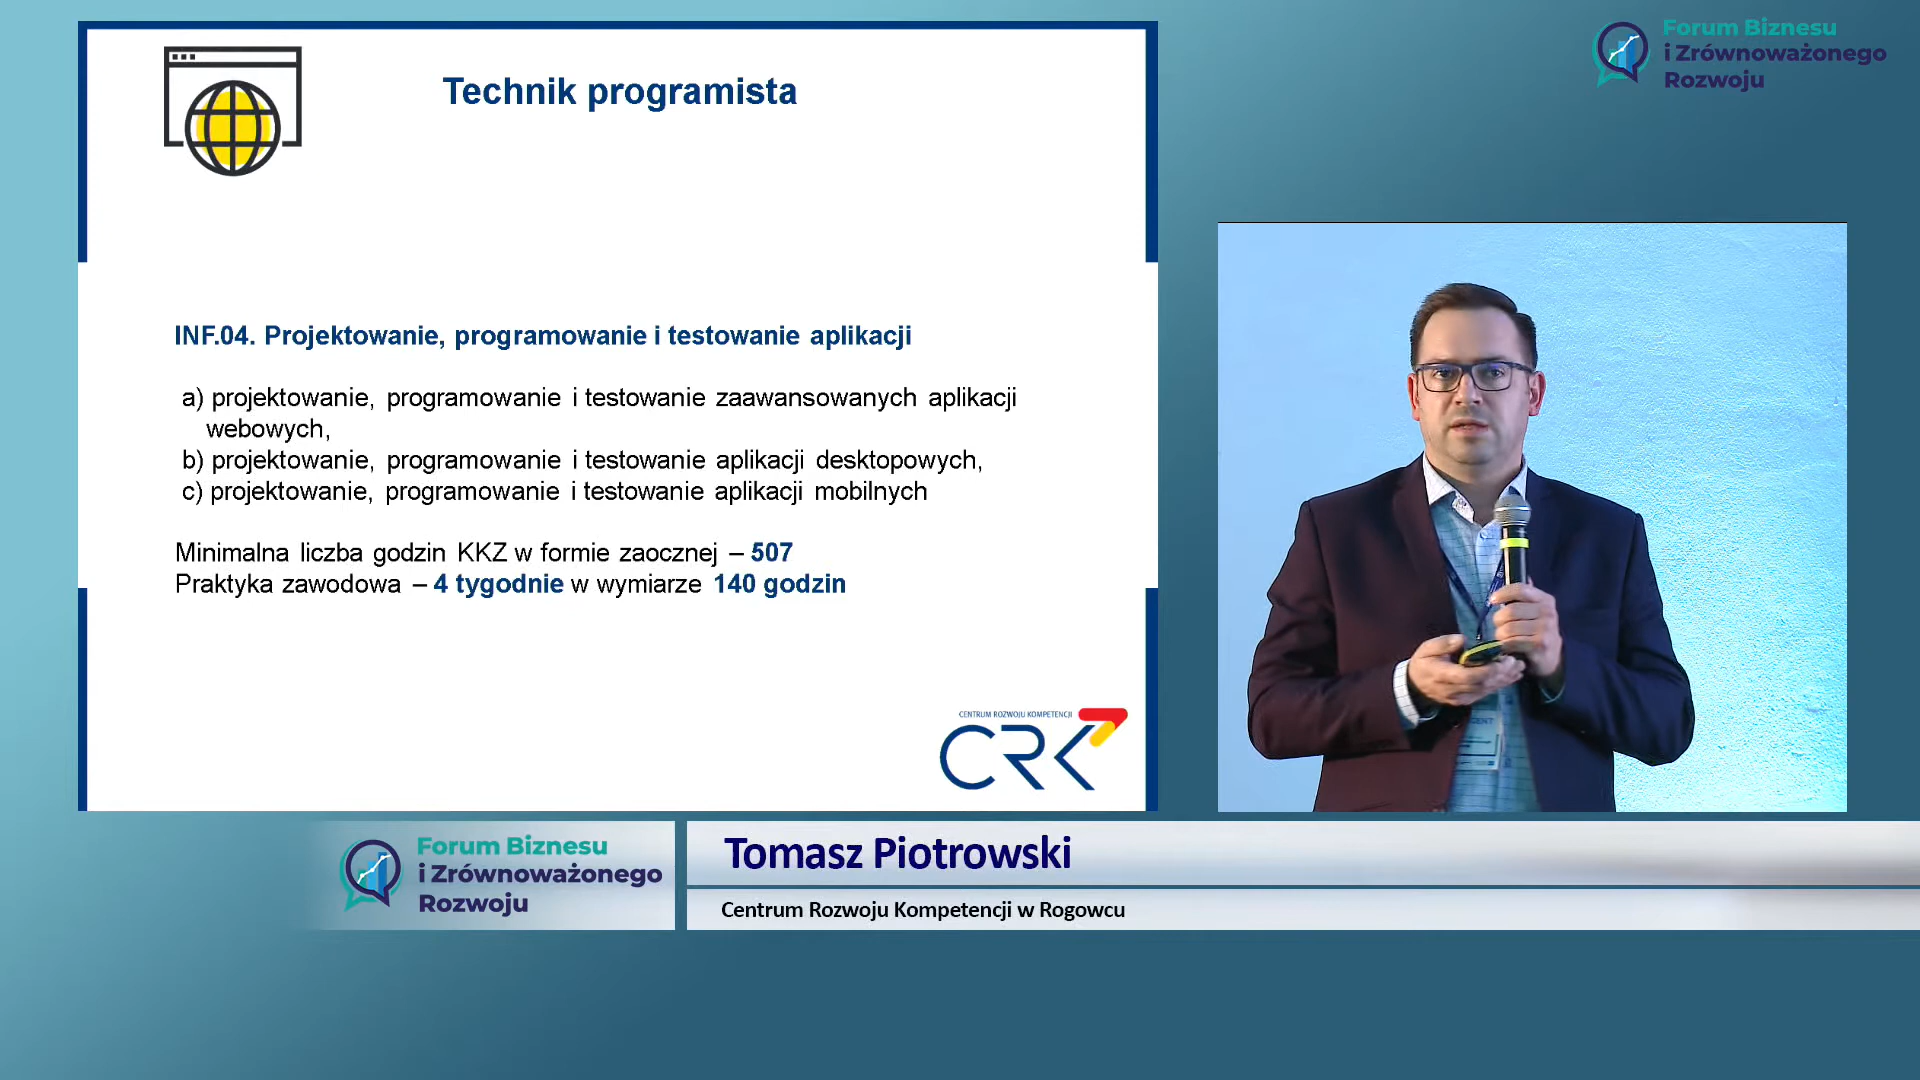 Technik programista
INF.04. Projektowanie, programowanie i testowanie aplikacji
a) projektowanie, programowanie i testowanie zaawansowanych aplikacji
webowych,
b) projektowanie, programowanie i testowanie aplikacji desktopowych,
c) projektowanie, programowanie i testowanie aplikacji mobilnych
Minimalna liczba godzin KKZ w formie zaocznej – 507
Praktyka zawodowa – 4 tygodnie w wymiarze 140 godzin
CENTRUM ROZWOJU KOMPETENCJI
CRK
Forum Biznesu
i Zrównoważonego
Rozwoju
Forum Biznesu
i Zrównoważonego
Rozwoju
Tomasz Piotrowski
Centrum Rozwoju Kompetencji w Rogowcu